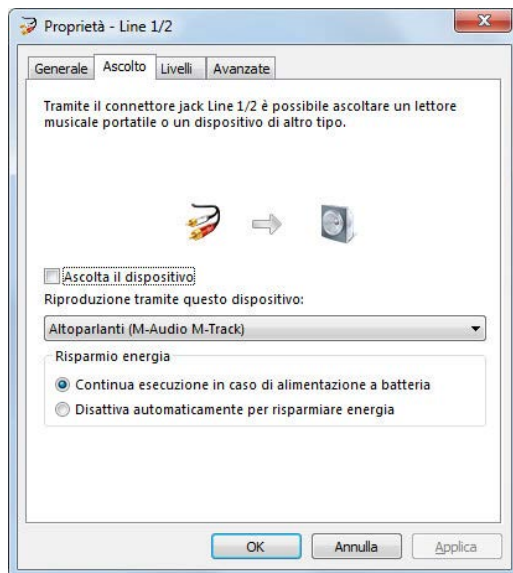 Proprietà - Line 1/2
Generale
Ascolto
Livelli
Avanzate
Tramite il connettore jack Line 1/2 è possibile ascoltare un lettore
musicale portatile o un dispositivo di altro tipo.
Ascolta il dispositivo
Riproduzione tramite questo dispositivo:
Altoparlanti (M-Audio M-Track)
Risparmio energia
Continua esecuzione in caso di alimentazione a batteria
Disattiva automaticamente per risparmiare energia
OK
Annulla
Applica